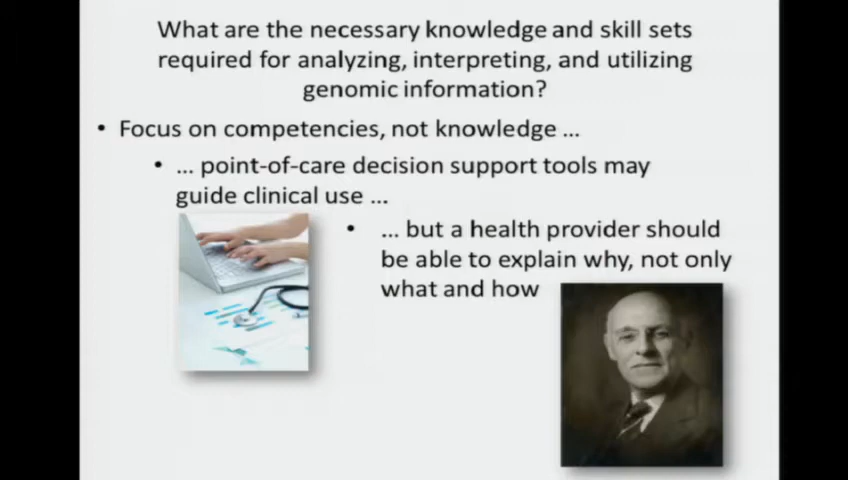 What are the necessary knowledge and skill sets
required for analyzing, interpreting, and utilizing
genomic information?
• Focus on competencies, not knowledge ...
• ... point-of-care decision support tools may
guide clinical use ...
• ... but a health provider should
be able to explain why, not only
what and how